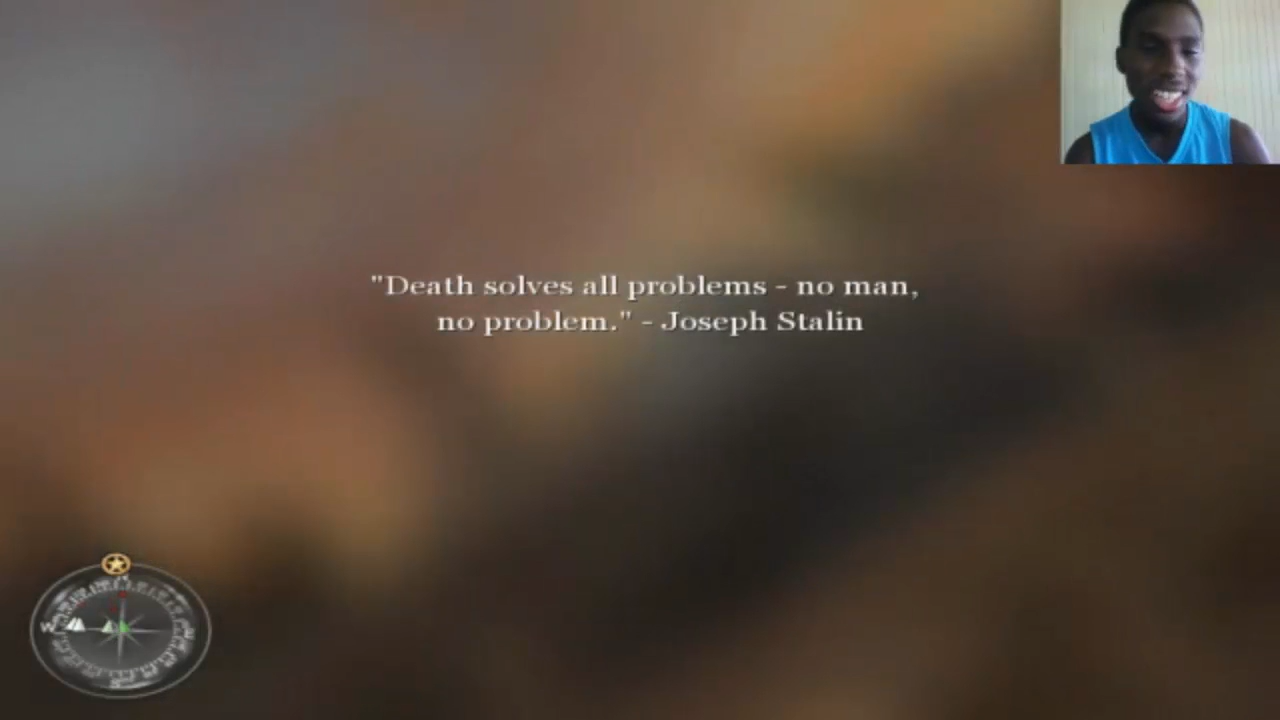 "Death solves all problems - no man,
no problem." - Joseph Stalin
W